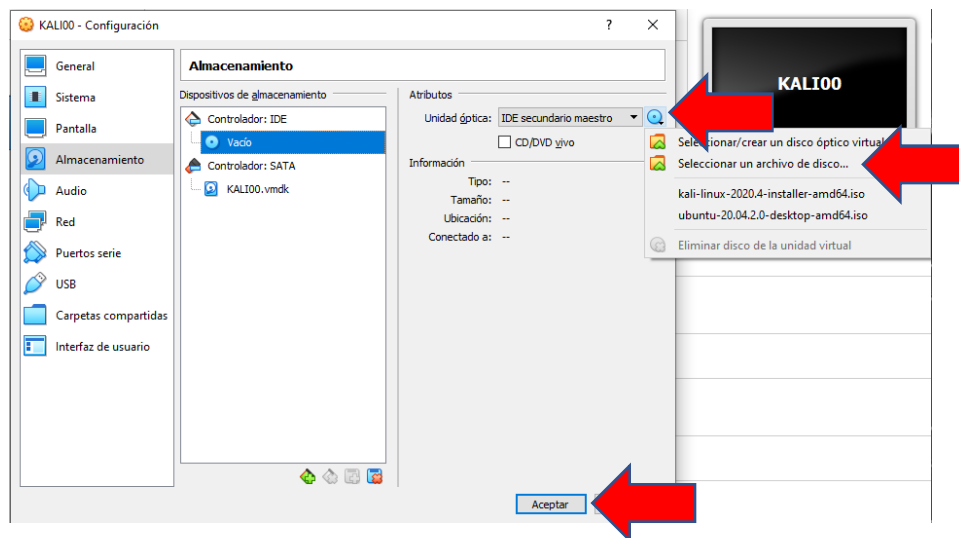 KALI00 - Configuración
?
General
Sistema
Pantalla
Almacenamiento
Audio
Red
Puertos serie
USB
Carpetas compartidas
Interfaz de usuario
Almacenamiento
Dispositivos de almacenamiento
Controlador: IDE
Vacío
Controlador: SATA
KALI00.vmdk
Atributos
Unidad óptica: IDE secundario maestro
CD/DVD vivo
Información
Tipo: --
Tamaño: --
Ubicación: --
Conectado a: --
Aceptar
KALI00
Seleccionar/crear un disco óptico virtual
Seleccionar un archivo de disco...
kali-linux-2020.4-installer-amd64.iso
ubuntu-20.04.2.0-desktop-amd64.iso
Eliminar disco de la unidad virtual